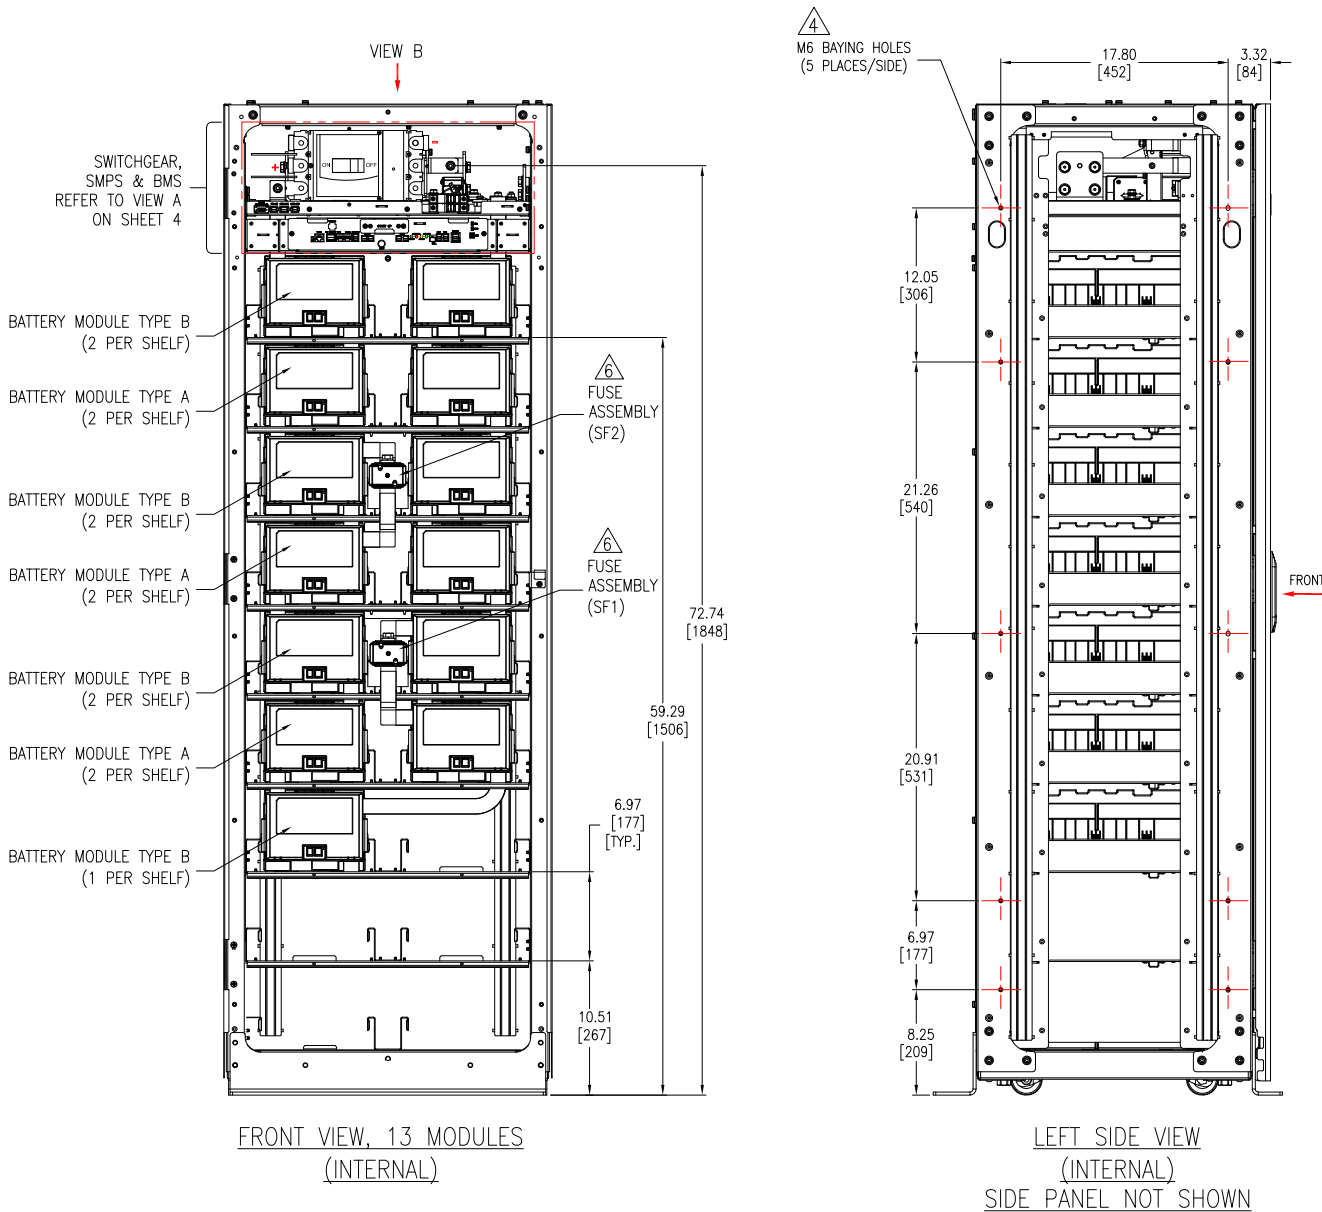 VIEW B
SWITCHGEAR,
SMPS & BMS
REFER TO VIEW A
ON SHEET 4
+
-
ON
OFF
BATTERY MODULE TYPE B
(2 PER SHELF)
BATTERY MODULE TYPE A
(2 PER SHELF)
BATTERY MODULE TYPE B
(2 PER SHELF)
BATTERY MODULE TYPE A
(2 PER SHELF)
BATTERY MODULE TYPE B
(2 PER SHELF)
BATTERY MODULE TYPE A
(2 PER SHELF)
BATTERY MODULE TYPE B
(1 PER SHELF)
6
FUSE
ASSEMBLY
(SF2)
6
FUSE
ASSEMBLY
(SF1)
72.74
[1848]
59.29
[1506]
6.97
[177]
[TYP.]
10.51
[267]
FRONT VIEW, 13 MODULES
(INTERNAL)
4
M6 BAYING HOLES
(5 PLACES/SIDE)
17.80
[452]
3.32
[84]
12.05
[306]
21.26
[540]
20.91
[531]
6.97
[177]
8.25
[209]
FRONT
LEFT SIDE VIEW
(INTERNAL)
SIDE PANEL NOT SHOWN